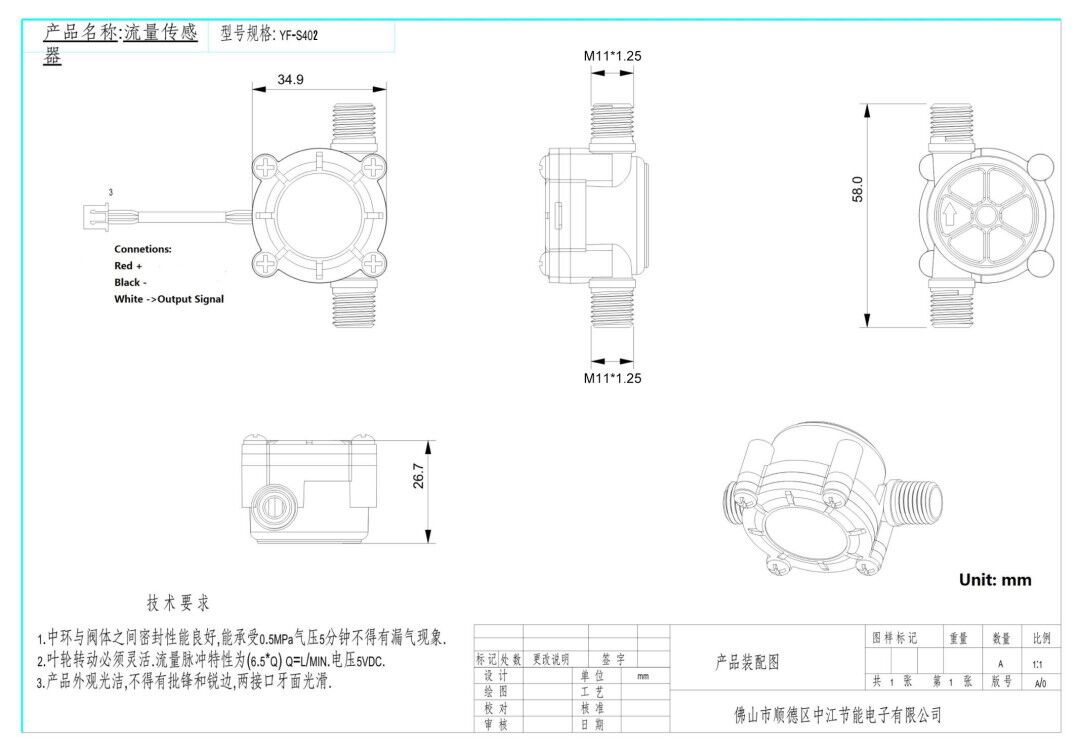 产品名称:流量传感
器
型号规格: YF-S402
34.9
M11*1.25
58.0
3
Connetions:
Red +
Black -
White ->Output Signal
M11*1.25
26.7
Unit: mm
技术要求
1.中环与阀体之间密封性能良好,能承受0.5MPa气压5分钟不得有漏气现象.
2.叶轮转动必须灵活.流量脉冲特性为(6.5*Q) Q=L/MIN.电压5VDC.
3.产品外观光洁,不得有批锋和锐边,两接口牙面光滑.
标记 处数 更改说明 签字
设计 单位 mm
绘图 工艺
校对 核准
审核 日期
产品装配图
图样标记 重量 数量 比例
A 1:1
共 1 张 第 1 张 版号 A/0
佛山市顺德区中江节能电子有限公司